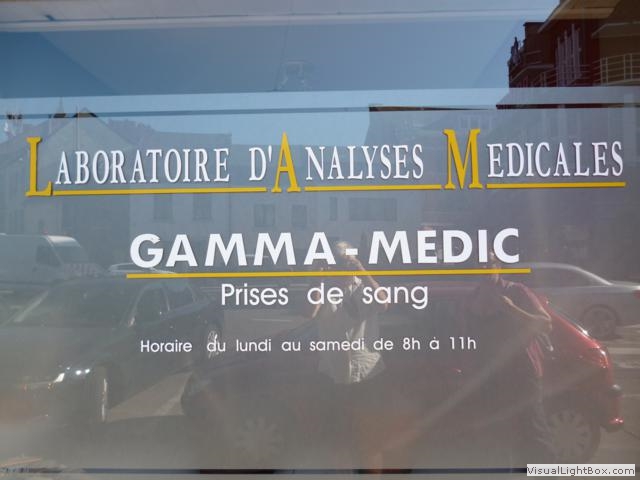 LABORATOIRE D'ANALYSES MEDICALES
GAMMA-MEDIC
Prises de sang
Horaire du lundi au samedi de 8h à 11h
VisualLightBox.com